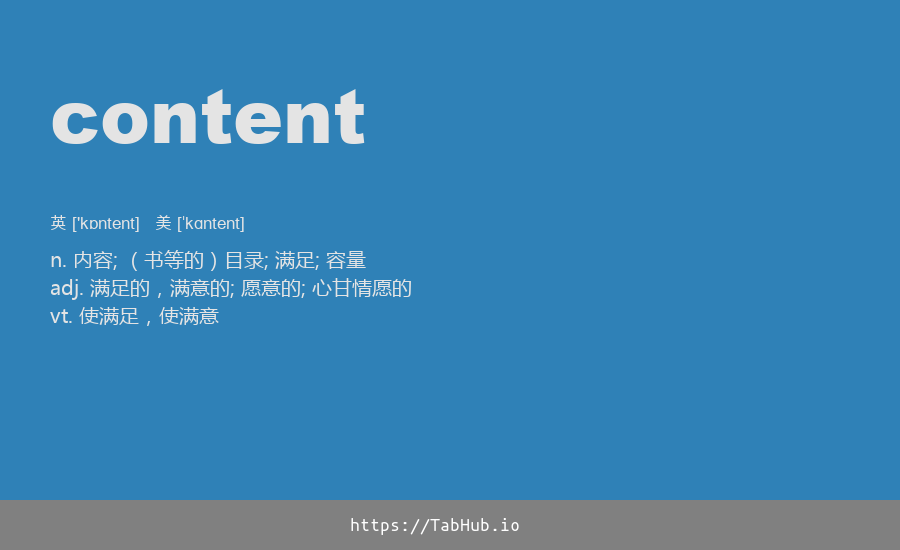 content
英 ['kɒntent]   美 ['kɑntent]
n. 内容; （书等的）目录; 满足; 容量
adj. 满足的，满意的; 愿意的; 心甘情愿的
vt. 使满足，使满意
https://TabHub.io